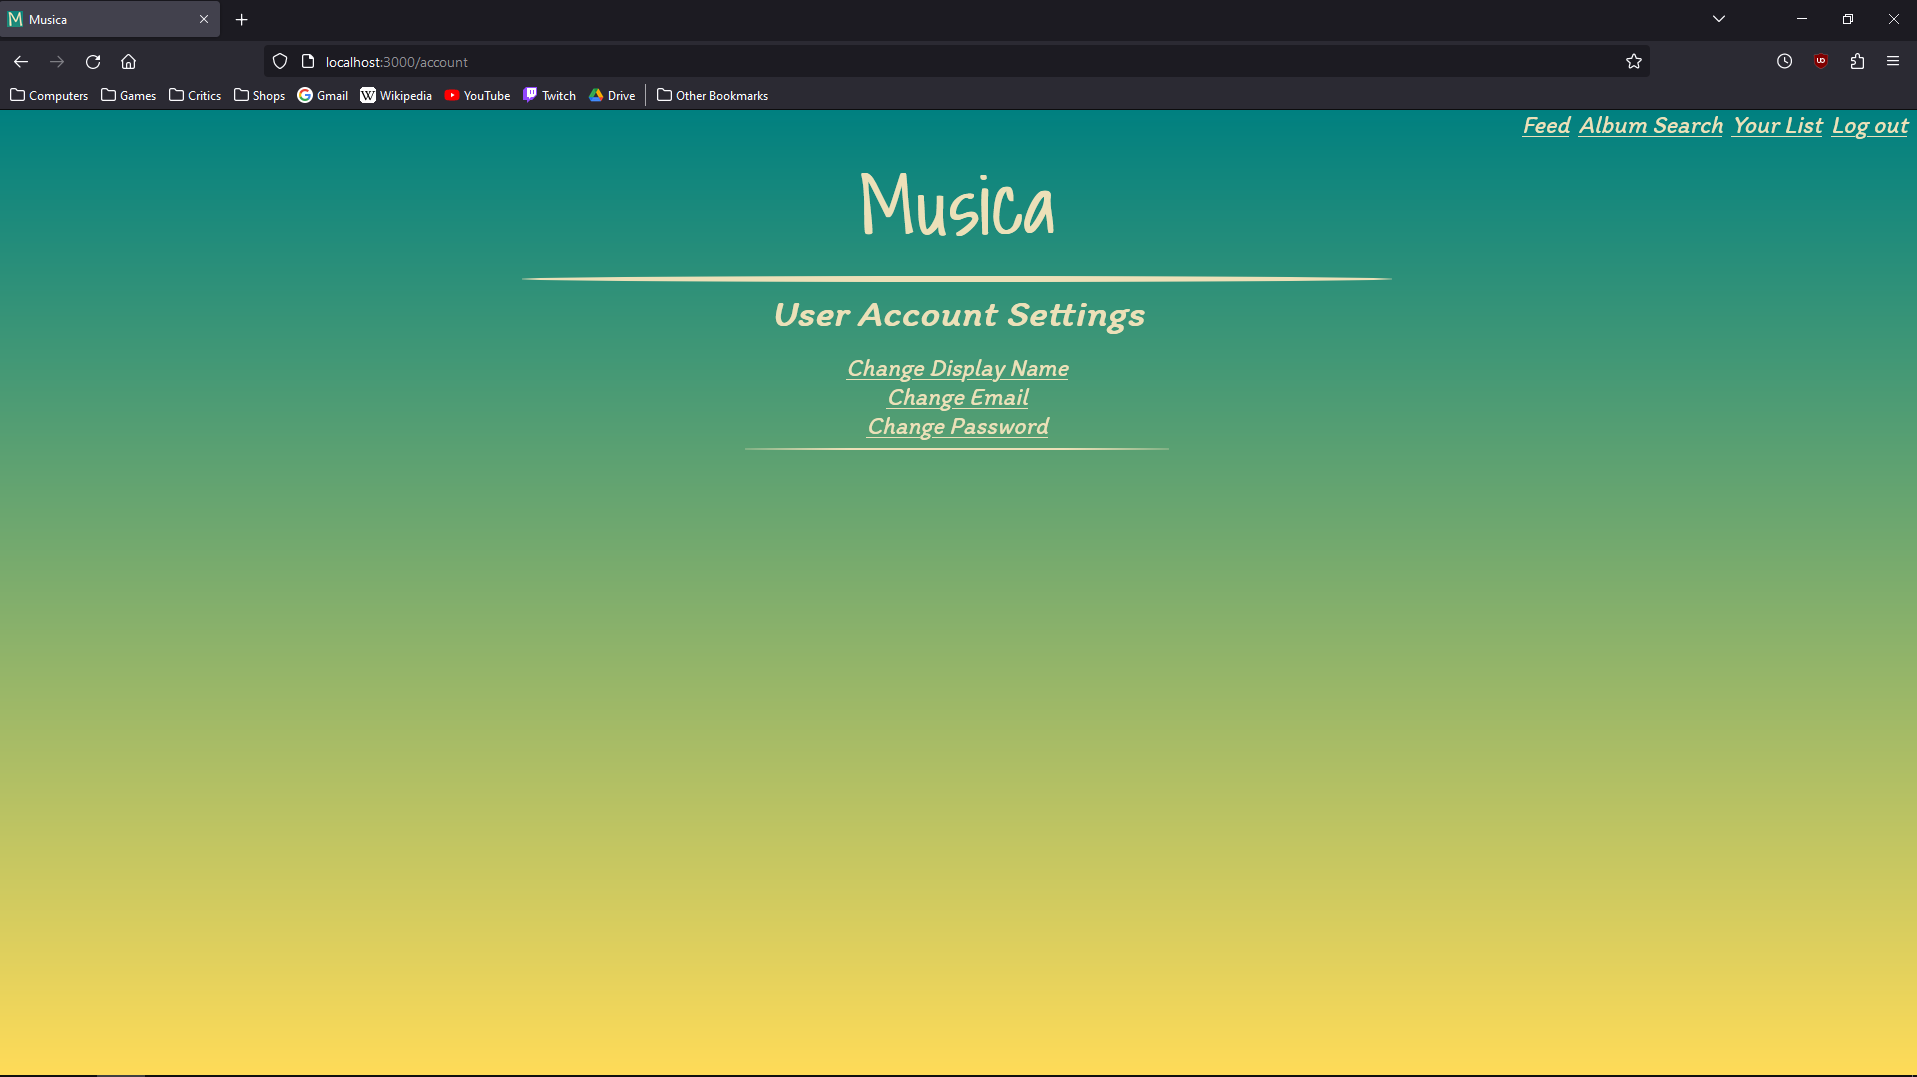 Musica
localhost:3000/account
Computers Games Critics Shops Gmail Wikipedia YouTube Twitch Drive Other Bookmarks
Feed Album Search Your List Log out
Musica
User Account Settings
Change Display Name
Change Email
Change Password